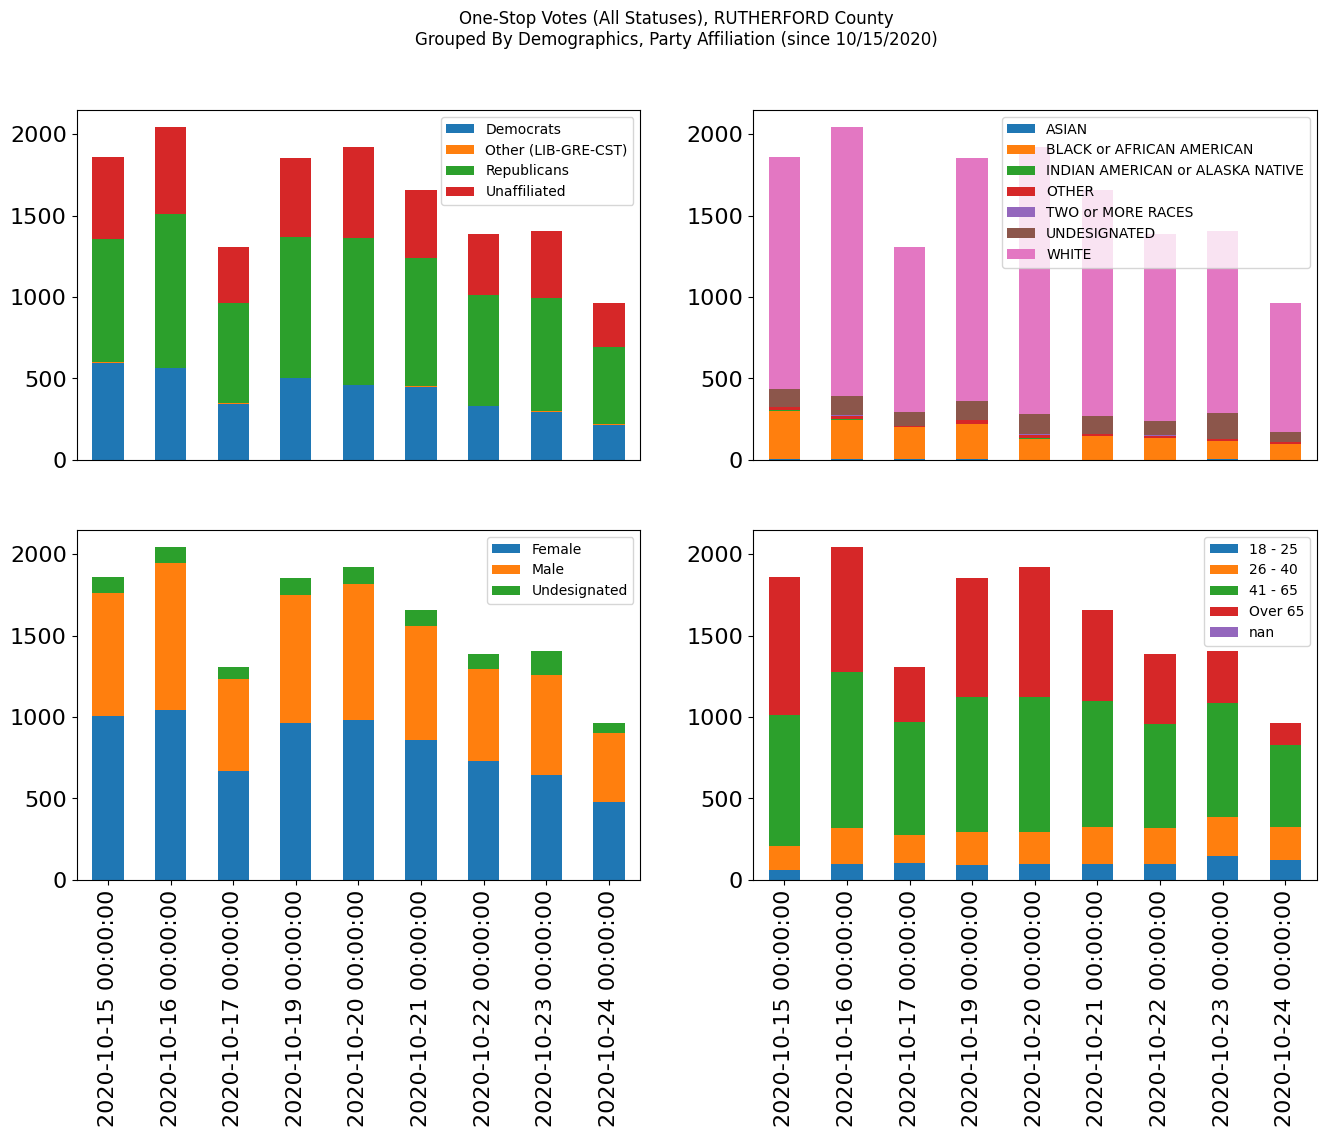 One-Stop Votes (All Statuses), RUTHERFORD County
Grouped By Demographics, Party Affiliation (since 10/15/2020)
2000
1500
1000
500
0
Democrats
Other (LIB-GRE-CST)
Republicans
Unaffiliated
2000
1500
1000
500
0
ASIAN
BLACK or AFRICAN AMERICAN
INDIAN AMERICAN or ALASKA NATIVE
OTHER
TWO or MORE RACES
UNDESIGNATED
WHITE
2000
1500
1000
500
0
Female
Male
Undesignated
2020-10-15 00:00:00
2020-10-16 00:00:00
2020-10-17 00:00:00
2020-10-19 00:00:00
2020-10-20 00:00:00
2020-10-21 00:00:00
2020-10-22 00:00:00
2020-10-23 00:00:00
2020-10-24 00:00:00
2000
1500
1000
500
0
18 - 25
26 - 40
41 - 65
Over 65
nan
2020-10-15 00:00:00
2020-10-16 00:00:00
2020-10-17 00:00:00
2020-10-19 00:00:00
2020-10-20 00:00:00
2020-10-21 00:00:00
2020-10-22 00:00:00
2020-10-23 00:00:00
2020-10-24 00:00:00